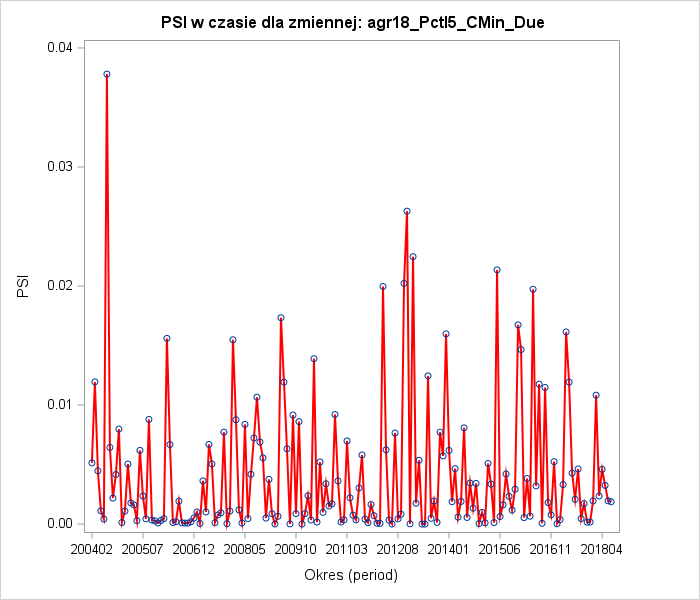 PSI w czasie dla zmiennej: agr18_Pctl5_CMin_Due
0.04
0.03
0.02
0.01
0.00
PSI
200402 200507 200612 200805 200910 201103 201208 201401 201506 201611 201804
Okres (period)